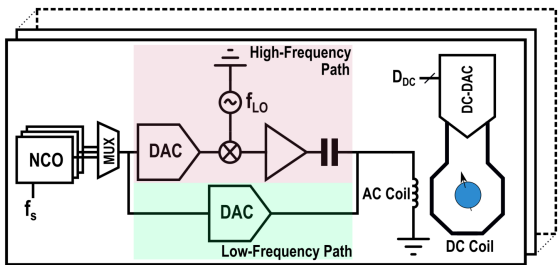 High-Frequency
Path
f_LO
D_DC
DC-DAC
NCO
MUX
DAC
f_s
DAC
AC Coil
Low-Frequency Path
DC Coil